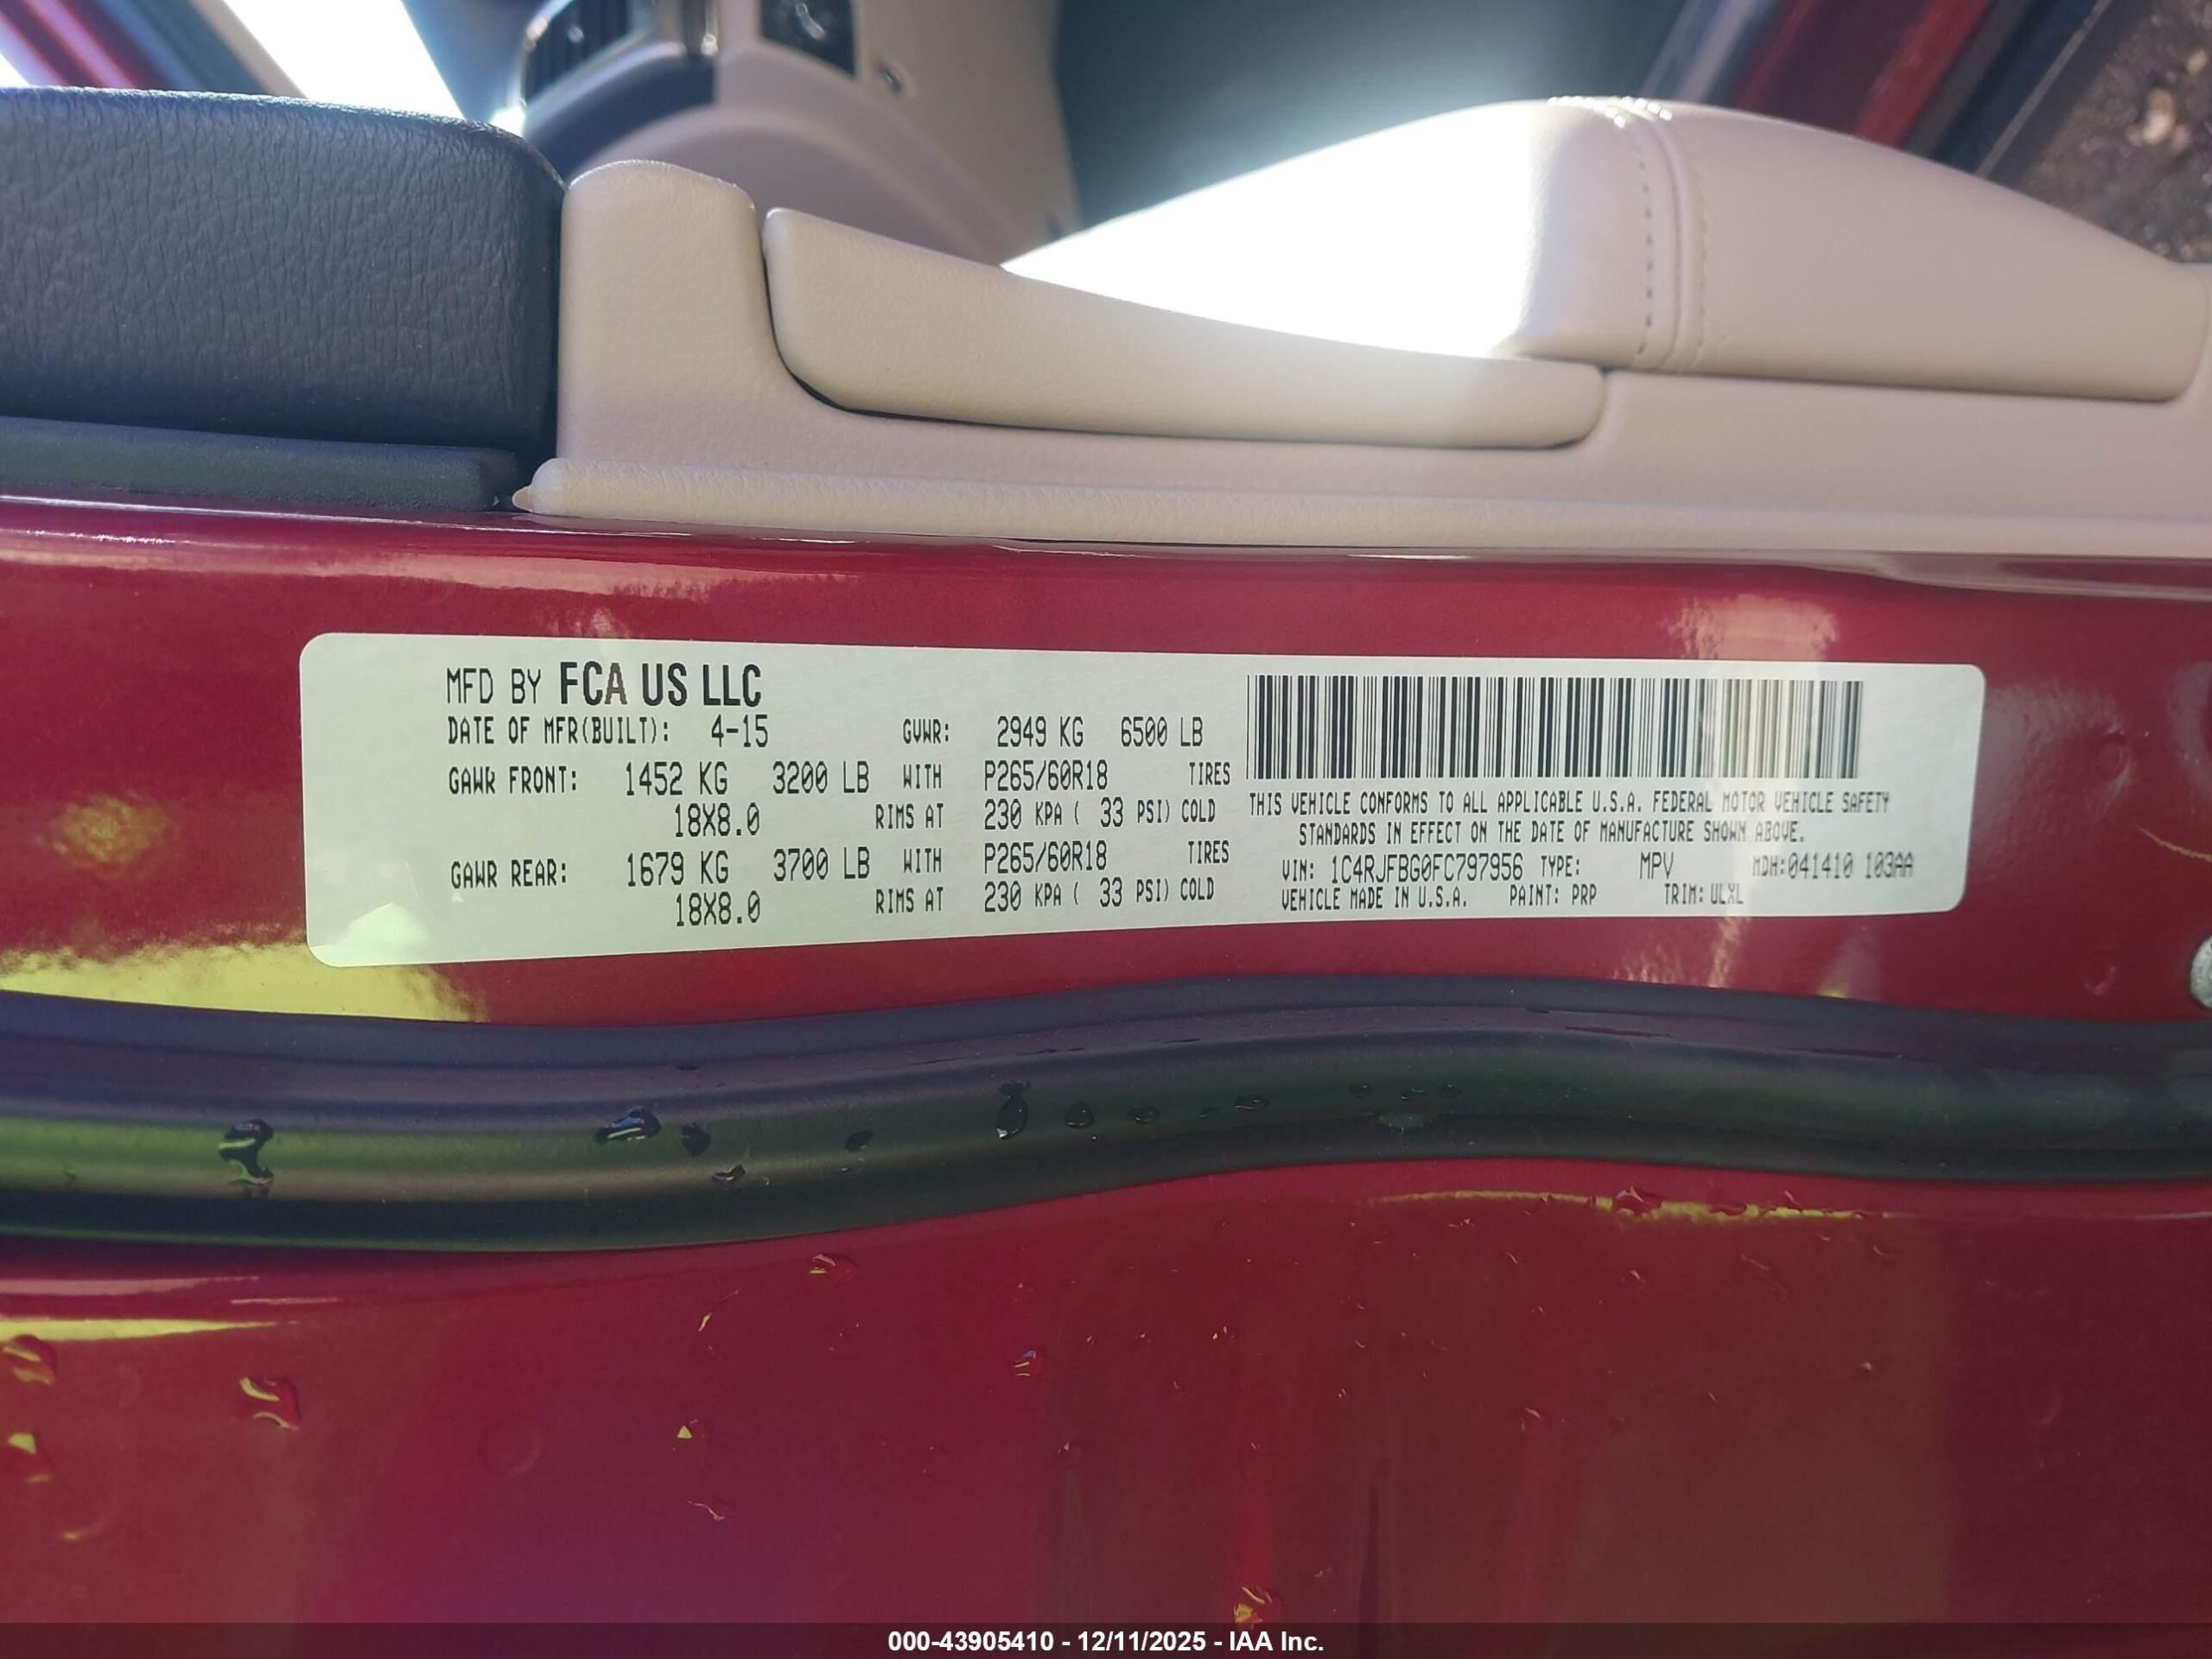 MFD BY FCA US LLC
DATE OF MFR(BUILT): 4-15 GVWR: 2949 KG 6500 LB
GAWR FRONT: 1452 KG 3200 LB WITH P265/60R18 TIRES
18X8.0 RIMS AT 230 KPA ( 33 PSI) COLD
GAWR REAR: 1679 KG 3700 LB WITH P265/60R18 TIRES
18X8.0 RIMS AT 230 KPA ( 33 PSI) COLD
THIS VEHICLE CONFORMS TO ALL APPLICABLE U.S.A. FEDERAL MOTOR VEHICLE SAFETY
STANDARDS IN EFFECT ON THE DATE OF MANUFACTURE SHOWN ABOVE.
VIN: 1C4RJFBG0FC797956 TYPE: MPV MDH:041410 103AA
VEHICLE MADE IN U.S.A. PAINT: PRP TRIM: ULXL
000-43905410 - 12/11/2025 - IAA Inc.